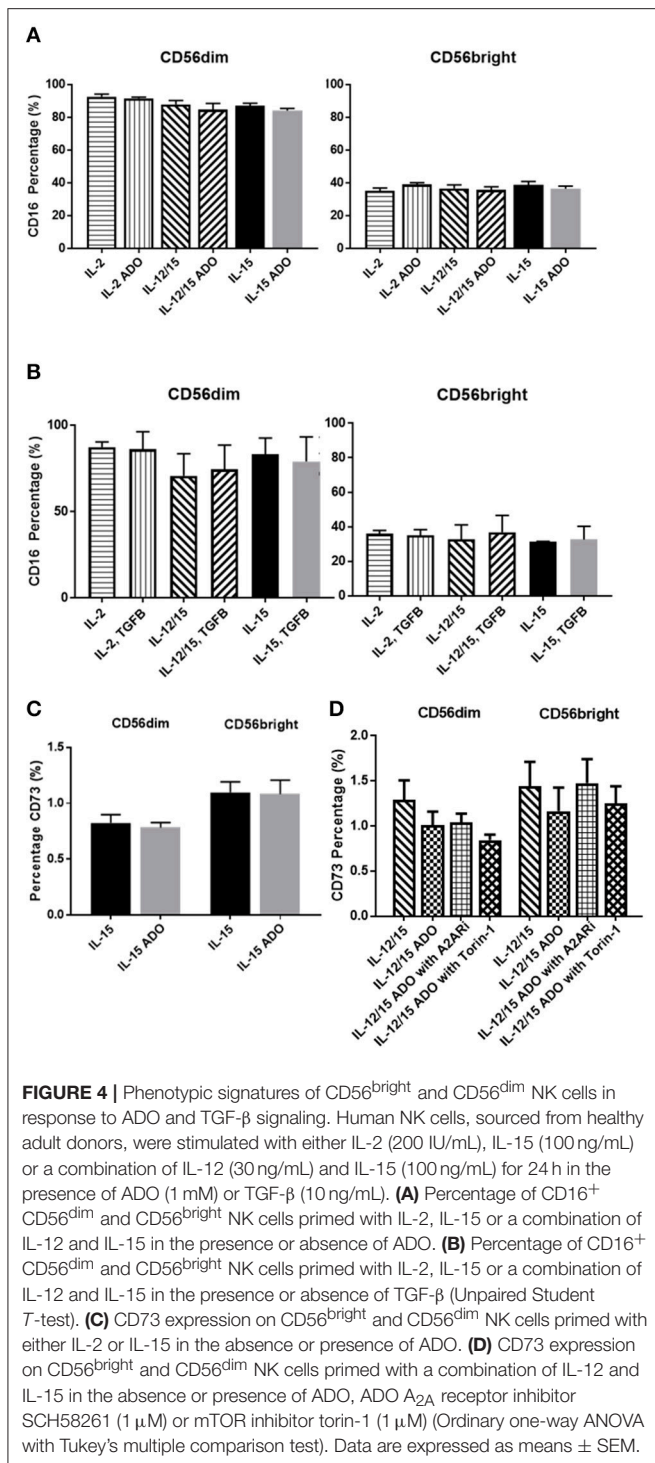 A
CD56dim
CD56bright
CD16 Percentage (%)
100
80
60
40
20
0
IL-2
IL-2 ADO
IL-12/15
IL-12/15 ADO
IL-15
IL-15 ADO
100
80
60
40
20
0
IL-2
IL-2 ADO
IL-12/15
IL-12/15 ADO
IL-15
IL-15 ADO
B
CD56dim
CD56bright
CD16 Percentage (%)
100
50
0
IL-2
IL-2, TGFB
IL-12/15
IL-12/15, TGFB
IL-15
IL-15, TGFB
100
80
60
40
20
0
IL-2
IL-2, TGFB
IL-12/15
IL-12/15, TGFB
IL-15
IL-15, TGFB
C
CD56dim
CD56bright
Percentage CD73 (%)
1.5
1.0
0.5
0.0
IL-15
IL-15 ADO
IL-15
IL-15 ADO
D
CD56dim
CD56bright
CD73 Percentage (%)
2.0
1.5
1.0
0.5
0.0
IL-12/15
IL-12/15 ADO
IL-12/15 ADO with A2ARi
IL-12/15 ADO with Torin-1
IL-12/15
IL-12/15 ADO
IL-12/15 ADO with A2ARi
IL-12/15 ADO with Torin-1
FIGURE 4 | Phenotypic signatures of CD56bright and CD56dim NK cells in
response to ADO and TGF-β signaling. Human NK cells, sourced from healthy
adult donors, were stimulated with either IL-2 (200 IU/mL), IL-15 (100 ng/mL)
or a combination of IL-12 (30 ng/mL) and IL-15 (100 ng/mL) for 24 h in the
presence of ADO (1 mM) or TGF-β (10 ng/mL). (A) Percentage of CD16+
CD56dim and CD56bright NK cells primed with IL-2, IL-15 or a combination of
IL-12 and IL-15 in the presence or absence of ADO. (B) Percentage of CD16+
CD56dim and CD56bright NK cells primed with IL-2, IL-15 or a combination of
IL-12 and IL-15 in the presence or absence of TGF-β (Unpaired Student
T-test). (C) CD73 expression on CD56bright and CD56dim NK cells primed with
either IL-2 or IL-15 in the absence or presence of ADO. (D) CD73 expression
on CD56bright and CD56dim NK cells primed with a combination of IL-12 and
IL-15 in the absence or presence of ADO, ADO A2A receptor inhibitor
SCH58261 (1 μM) or mTOR inhibitor torin-1 (1 μM) (Ordinary one-way ANOVA
with Tukey's multiple comparison test). Data are expressed as means ± SEM.